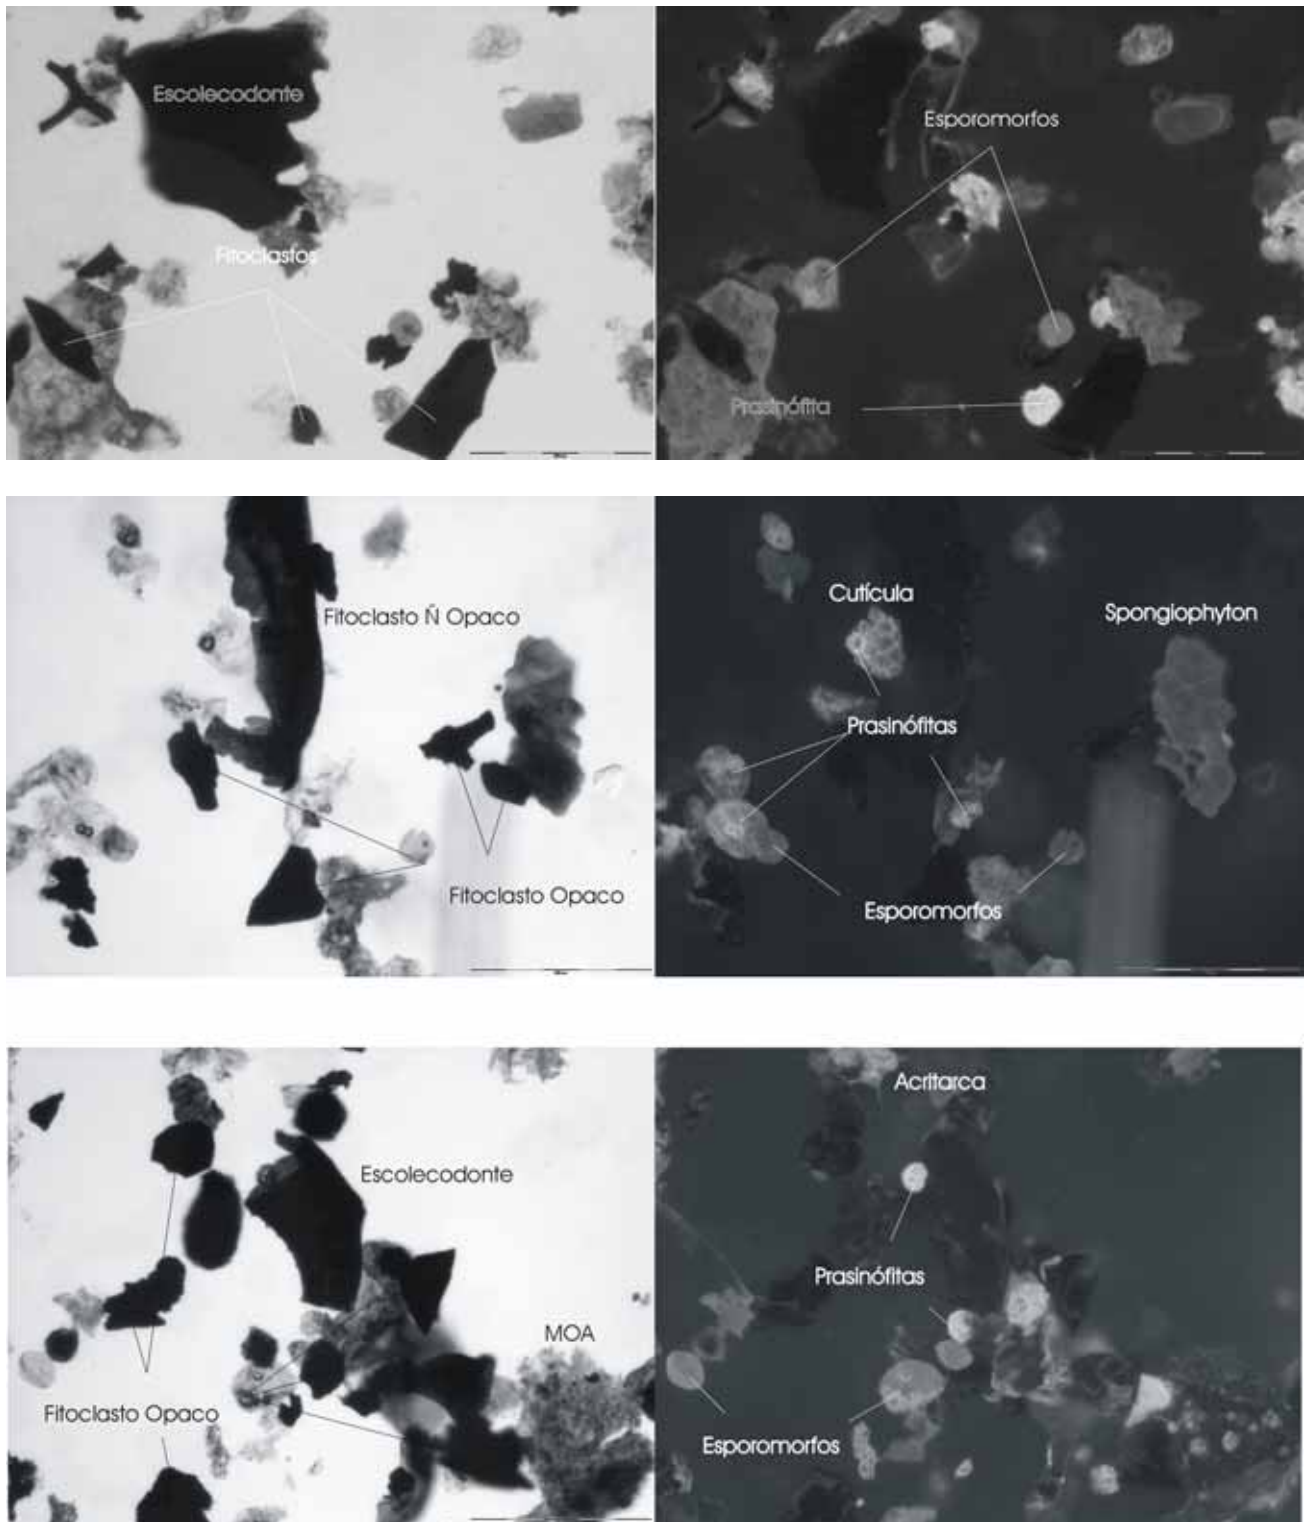 Escolecodonte
Esporomorfos
Fitoclastos
Prasinófita
Fitoclasto Ñ Opaco
Fitoclasto Opaco
Cutícula
Spongiophyton
Prasinófitas
Esporomorfos
Escolecodonte
MOA
Fitoclasto Opaco
Acritarca
Prasinófitas
Esporomorfos